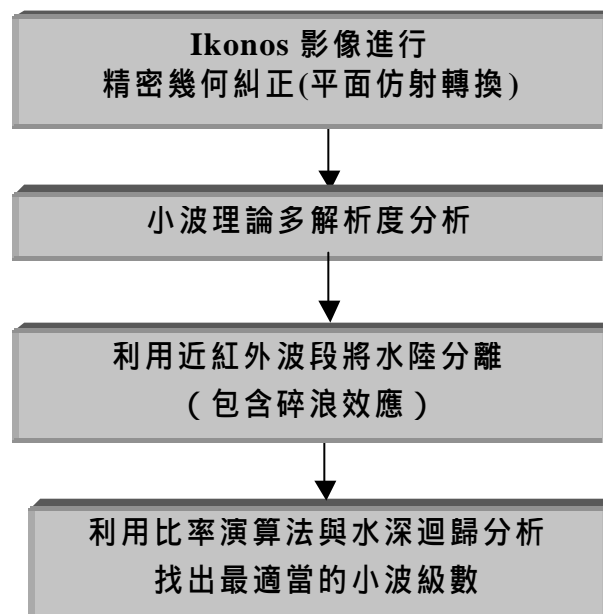 Ikonos 影像進行
精密幾何糾正(平面仿射轉換)
小波理論多解析度分析
利用近紅外波段將水陸分離
（包含碎浪效應）
利用比率演算法與水深迴歸分析
找出最適當的小波級數